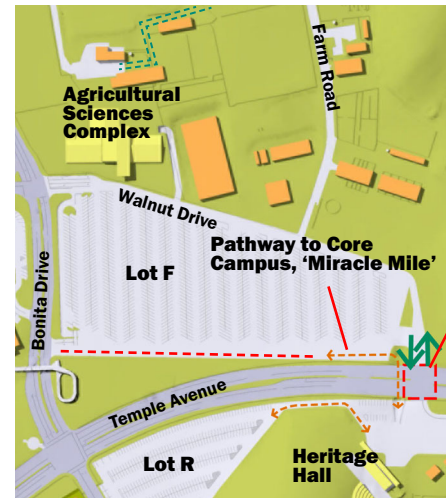 Farm Road
Agricultural
Sciences
Complex
Walnut Drive
Pathway to Core
Campus, ‘Miracle Mile’
Lot F
Bonita Drive
Temple Avenue
Lot R
Heritage
Hall